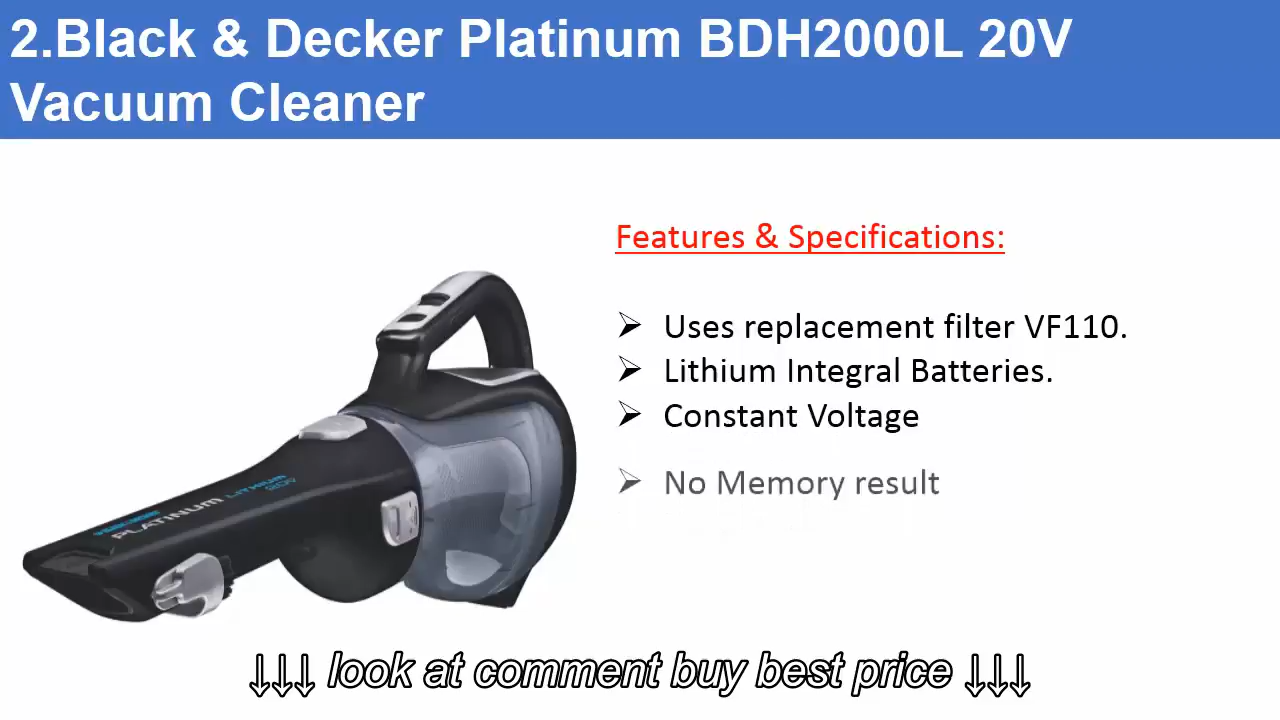 2.Black & Decker Platinum BDH2000L 20V
Vacuum Cleaner
Features & Specifications:
➢ Uses replacement filter VF110.
➢ Lithium Integral Batteries.
➢ Constant Voltage
➢ No Memory result
PLATINUM LITHIUM
20V
↓↓↓ look at comment buy best price ↓↓↓